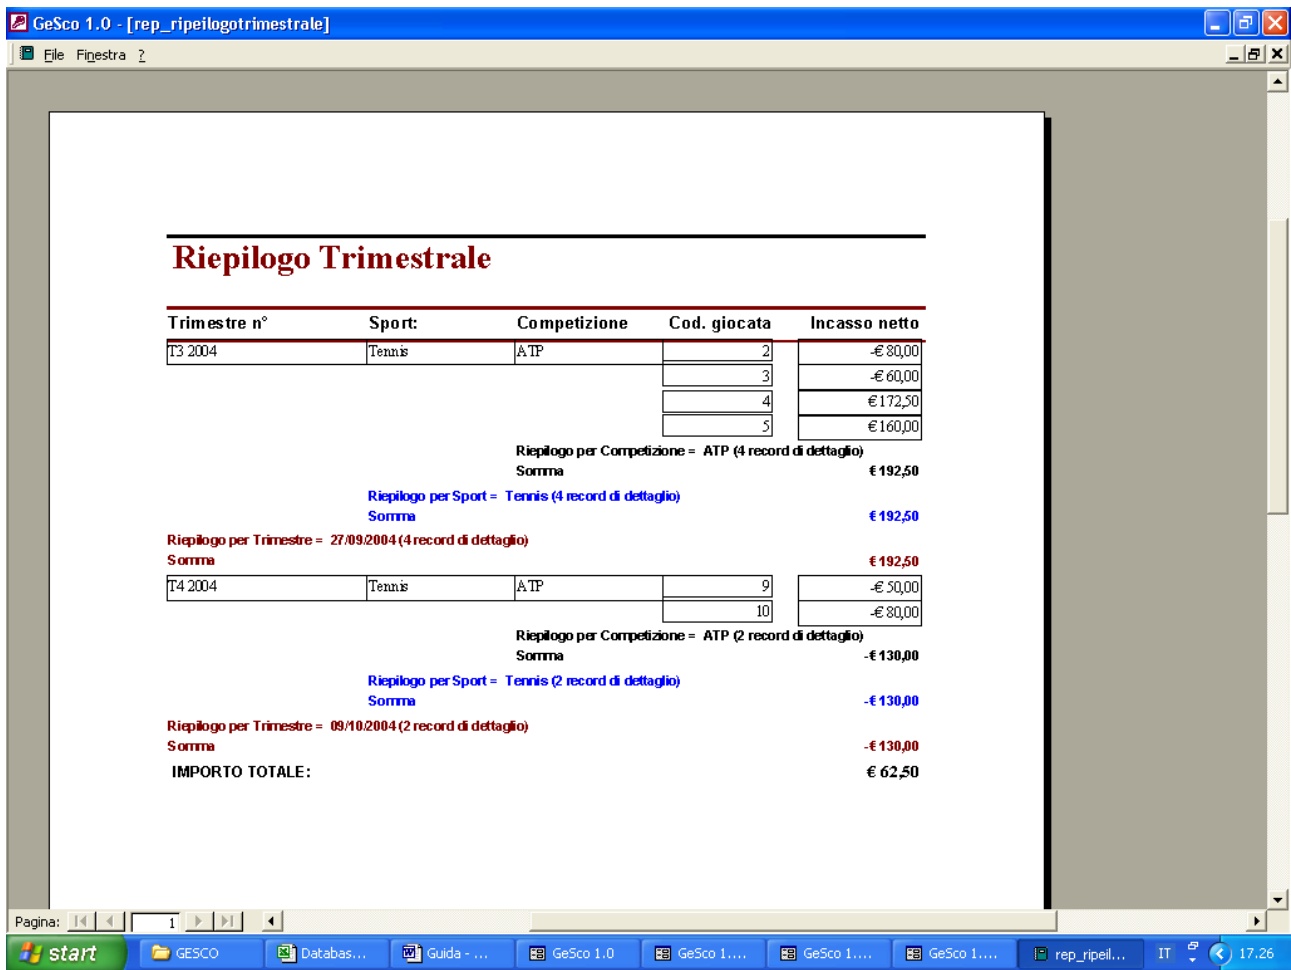 GeSco 1.0 - [rep_ripeilogotrimestrale]
File Finestra ?
Riepilogo Trimestrale
Trimestre n° Sport: Competizione Cod. giocata Incasso netto
T3 2004 Tennis ATP 2 -€ 80,00
3 -€ 60,00
4 € 172,50
5 € 160,00
Riepilogo per Competizione = ATP (4 record di dettaglio)
Somma € 192,50
Riepilogo per Sport = Tennis (4 record di dettaglio)
Somma € 192,50
Riepilogo per Trimestre = 27/09/2004 (4 record di dettaglio)
Somma € 192,50
T4 2004 Tennis ATP 9 -€ 50,00
10 -€ 80,00
Riepilogo per Competizione = ATP (2 record di dettaglio)
Somma -€ 130,00
Riepilogo per Sport = Tennis (2 record di dettaglio)
Somma -€ 130,00
Riepilogo per Trimestre = 09/10/2004 (2 record di dettaglio)
Somma -€ 130,00
IMPORTO TOTALE: € 62,50
Pagina: 1
start GESCO Databas... Guida - ... GeSco 1.0 GeSco 1.... GeSco 1.... GeSco 1.... rep_ripeil... IT 17.26